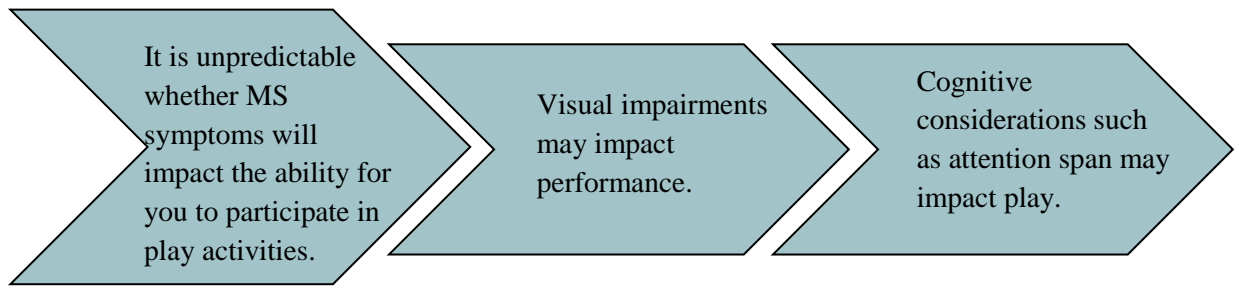 It is unpredictable
whether MS
symptoms will
impact the ability for
you to participate in
play activities.
Visual impairments
may impact
performance.
Cognitive
considerations such
as attention span may
impact play.